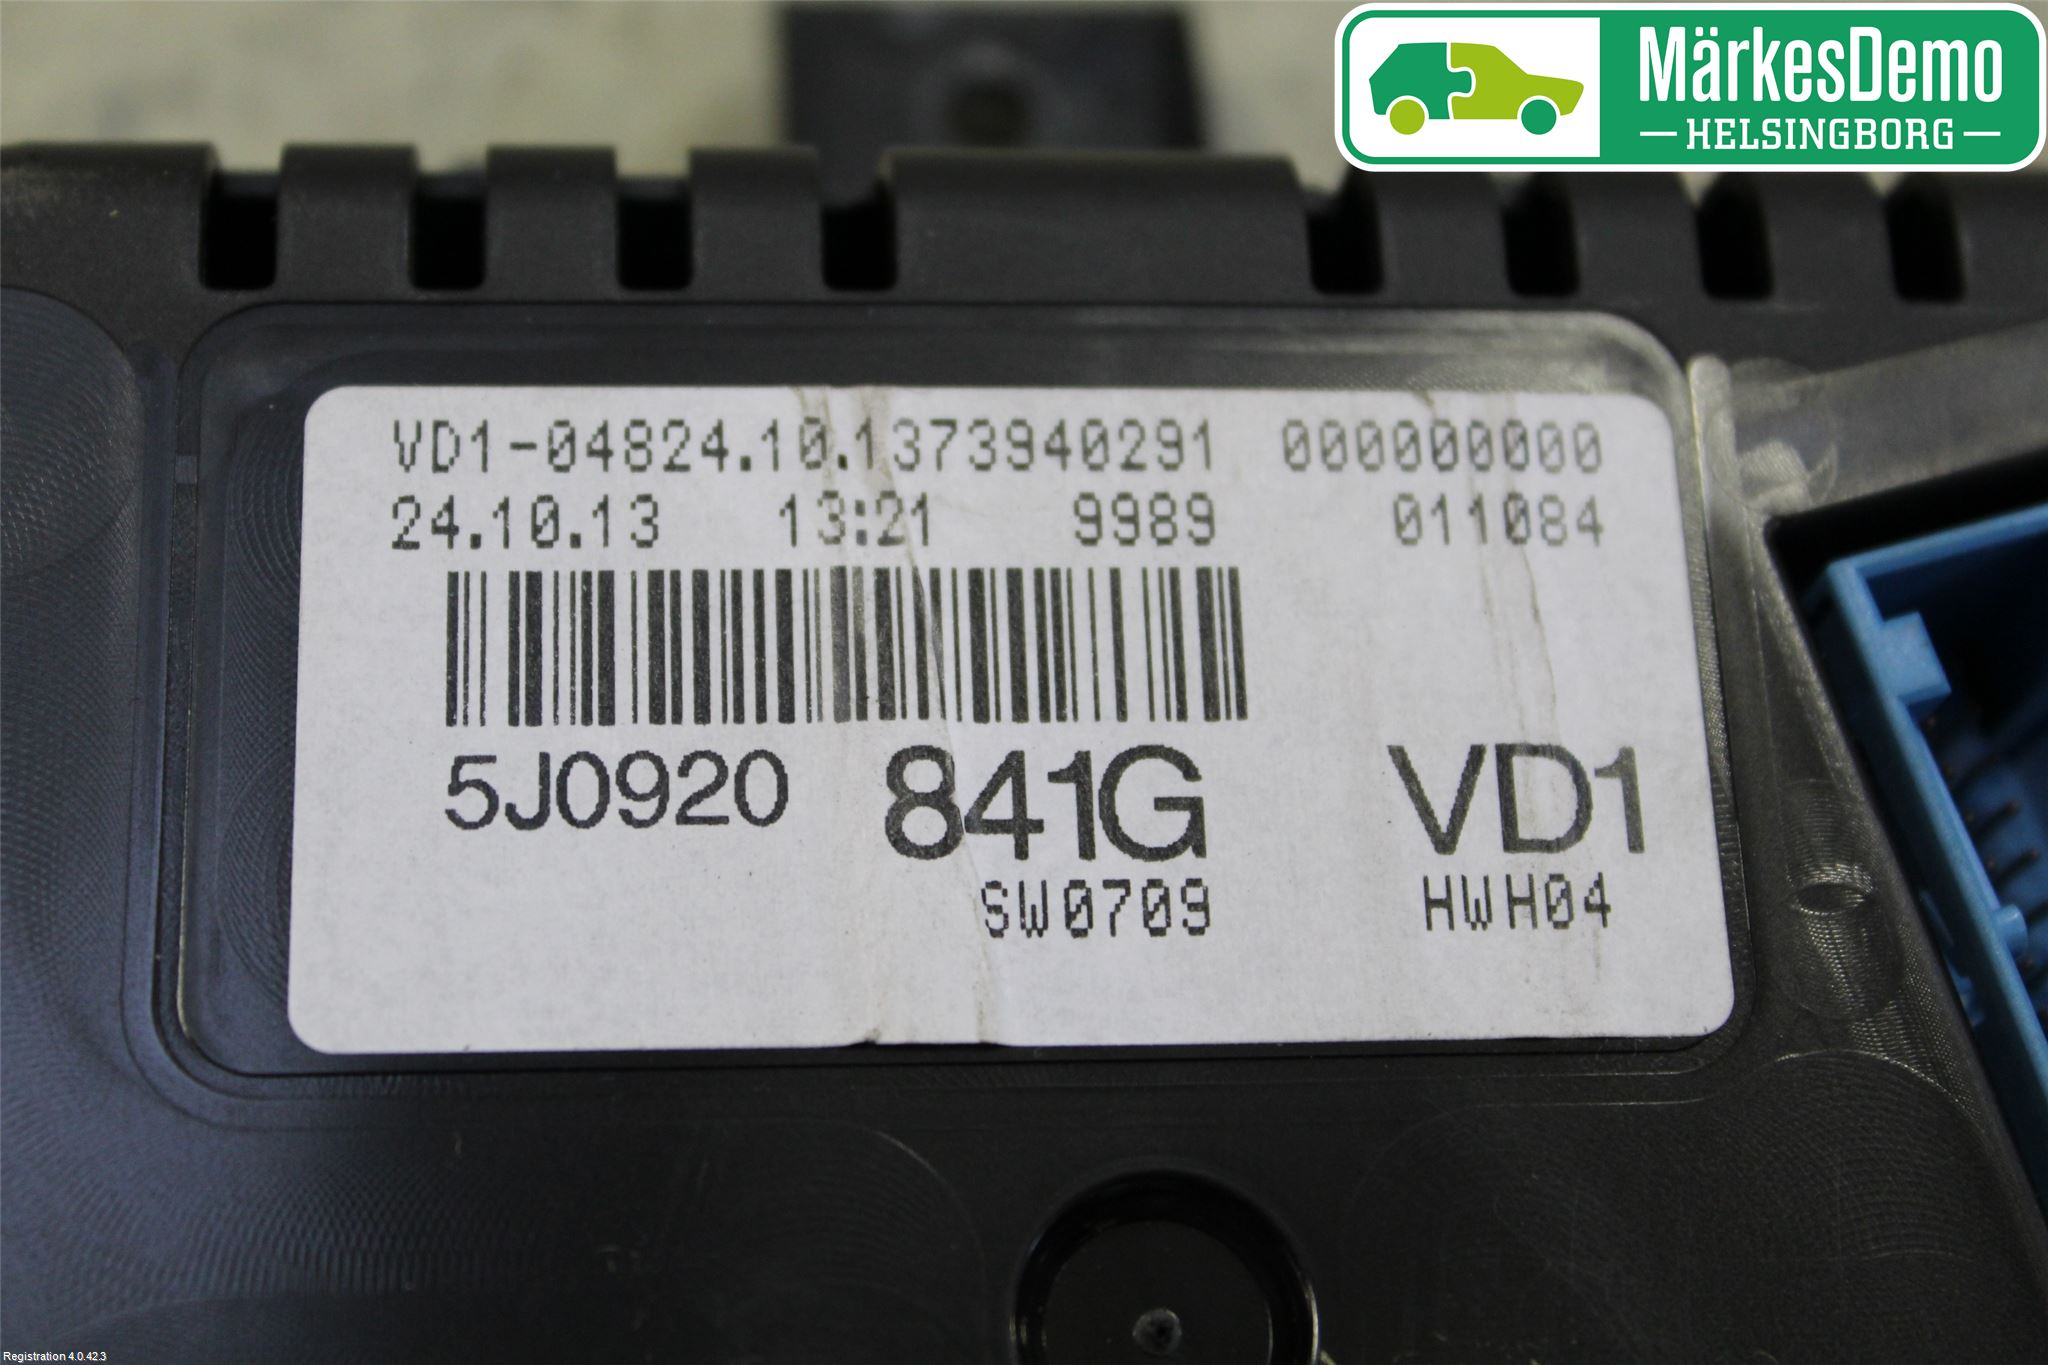 MärkesDemo
HELSINGBORG
VD1-04824.10.1373940291 000000000
24.10.13 13:21 9989 011084
5J0920 841G VD1
SW0709 HWH04
Registration 4.0.42.3